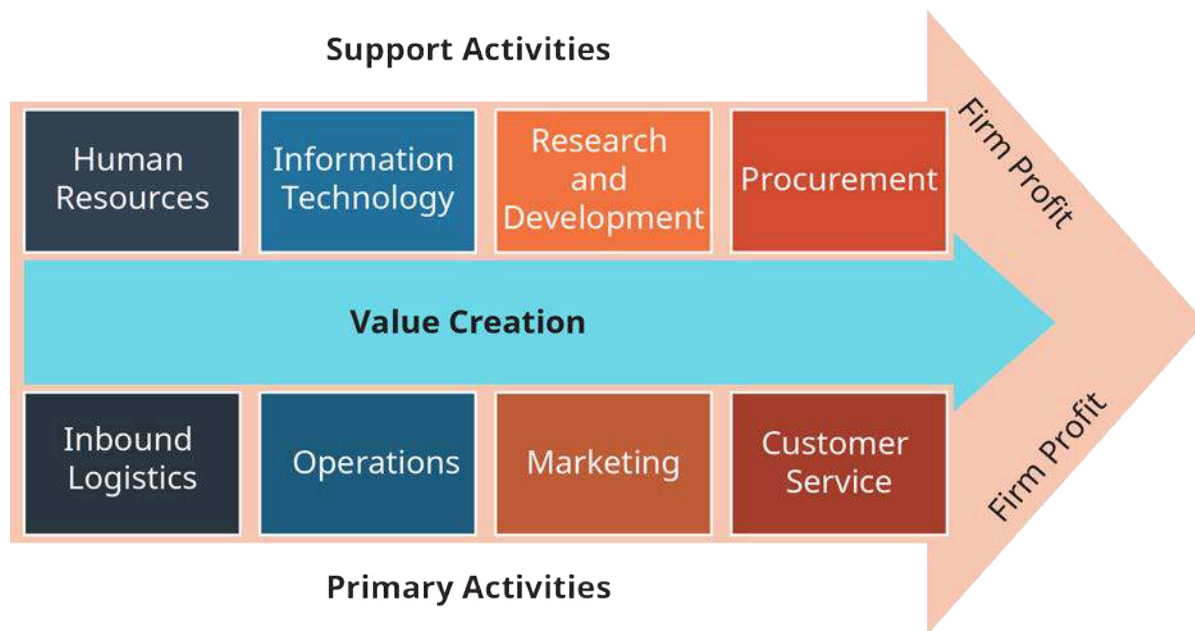 Support Activities
Human
Resources
Information
Technology
Research
and
Development
Procurement
Firm Profit
Value Creation
Inbound
Logistics
Operations
Marketing
Customer
Service
Firm Profit
Primary Activities